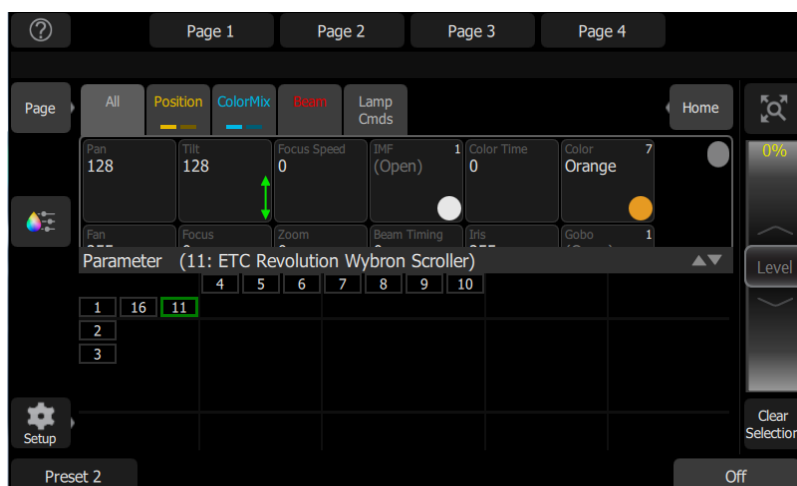 ?
Page 1
Page 2
Page 3
Page 4
Page
All
Position
ColorMix
Beam
Lamp
Cmds
Home
Pan
128
Tilt
128
Focus Speed
0
IMF 1
(Open)
Color Time
0
Color 7
Orange
0%
Fan
Focus
Zoom
Beam Timing
Iris
Gobo 1
Parameter (11: ETC Revolution Wybron Scroller)
Level
4 5 6 7 8 9 10
1 16 11
2
3
Setup
Clear
Selection
Preset 2
Off